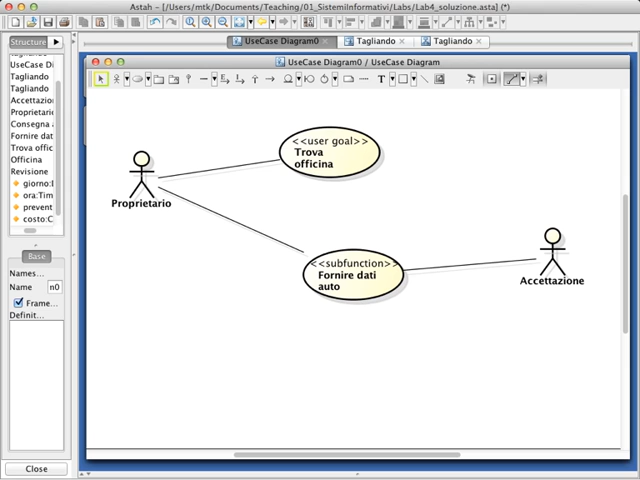 Astah - [/Users/mtk/Documents/Teaching/01_SistemiInformativi/Labs/Lab4_soluzione.asta] (*)
Structure
UseCase Diagram0
Tagliando
Tagliando
UseCase Diagram0 / UseCase Diagram
UseCase Di
Tagliando
Tagliando
Accettazio
Proprietari
Consegna a
Fornire dat
Trova offic
Officina
Revisione
giorno:
ora:Tim
prevent
costo:C
Base
Names...
Name
n0
Frame...
Definit...
Close
<<user goal>>
Trova
officina
Proprietario
<<subfunction>>
Fornire dati
auto
Accettazione